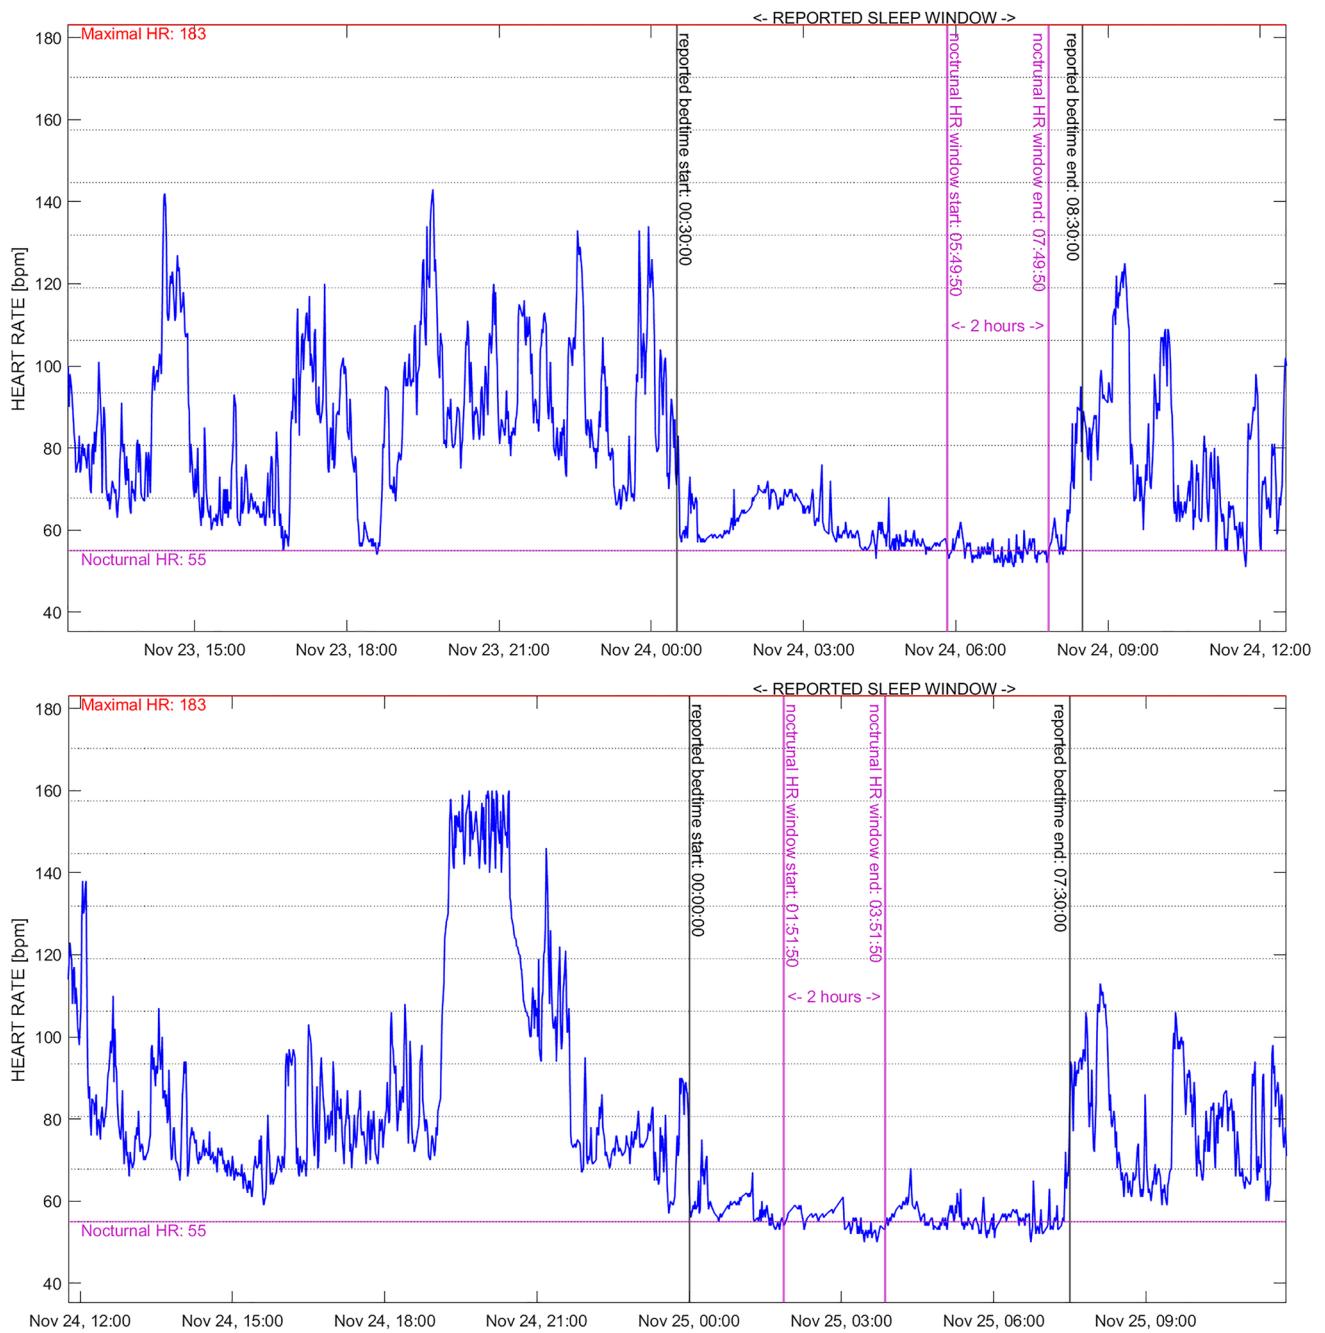 <- REPORTED SLEEP WINDOW ->
Maximal HR: 183
reported bedtime start: 00:30:00
noctrunal HR window start: 05:49:50
noctrunal HR window end: 07:49:50
reported bedtime end: 08:30:00
<- 2 hours ->
HEART RATE [bpm]
180
160
140
120
100
80
60
40
Nocturnal HR: 55
Nov 23, 15:00
Nov 23, 18:00
Nov 23, 21:00
Nov 24, 00:00
Nov 24, 03:00
Nov 24, 06:00
Nov 24, 09:00
Nov 24, 12:00
<- REPORTED SLEEP WINDOW ->
Maximal HR: 183
reported bedtime start: 00:00:00
noctrunal HR window start: 01:51:50
noctrunal HR window end: 03:51:50
reported bedtime end: 07:30:00
<- 2 hours ->
HEART RATE [bpm]
180
160
140
120
100
80
60
40
Nocturnal HR: 55
Nov 24, 12:00
Nov 24, 15:00
Nov 24, 18:00
Nov 24, 21:00
Nov 25, 00:00
Nov 25, 03:00
Nov 25, 06:00
Nov 25, 09:00